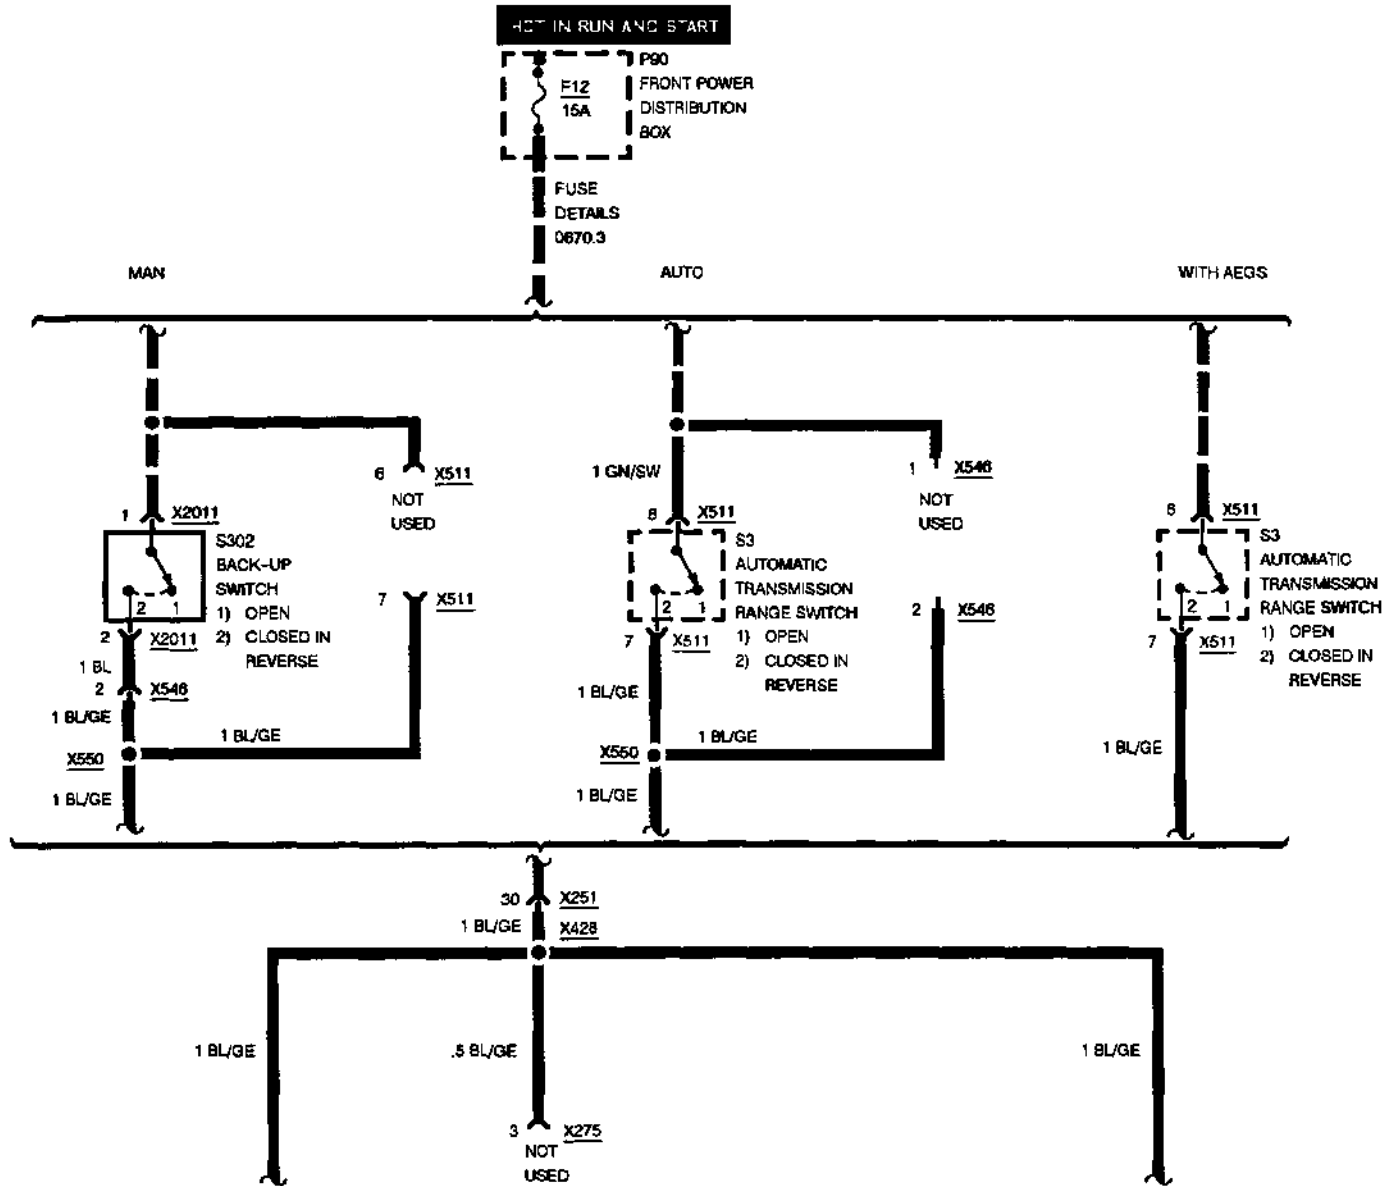 HOT IN RUN AND START
P90
FRONT POWER
DISTRIBUTION
BOX
F12
15A
FUSE
DETAILS
0670.3
MAN
AUTO
WITH AEGS
6
X511
NOT
USED
1 GN/SW
1
X546
NOT
USED
1
X2011
S302
BACK-UP
SWITCH
1) OPEN
2) CLOSED IN
REVERSE
2
1
2
X2011
1 BL
2
X546
1 BL/GE
X550
1 BL/GE
7
X511
1 BL/GE
8
X511
S3
AUTOMATIC
TRANSMISSION
RANGE SWITCH
1) OPEN
2) CLOSED IN
REVERSE
2
1
7
X511
1 BL/GE
X550
1 BL/GE
2
X546
1 BL/GE
X511
S3
AUTOMATIC
TRANSMISSION
RANGE SWITCH
1) OPEN
2) CLOSED IN
REVERSE
2
1
7
X511
1 BL/GE
30
X251
1 BL/GE
X428
1 BL/GE
.5 BL/GE
1 BL/GE
3
X275
NOT
USED